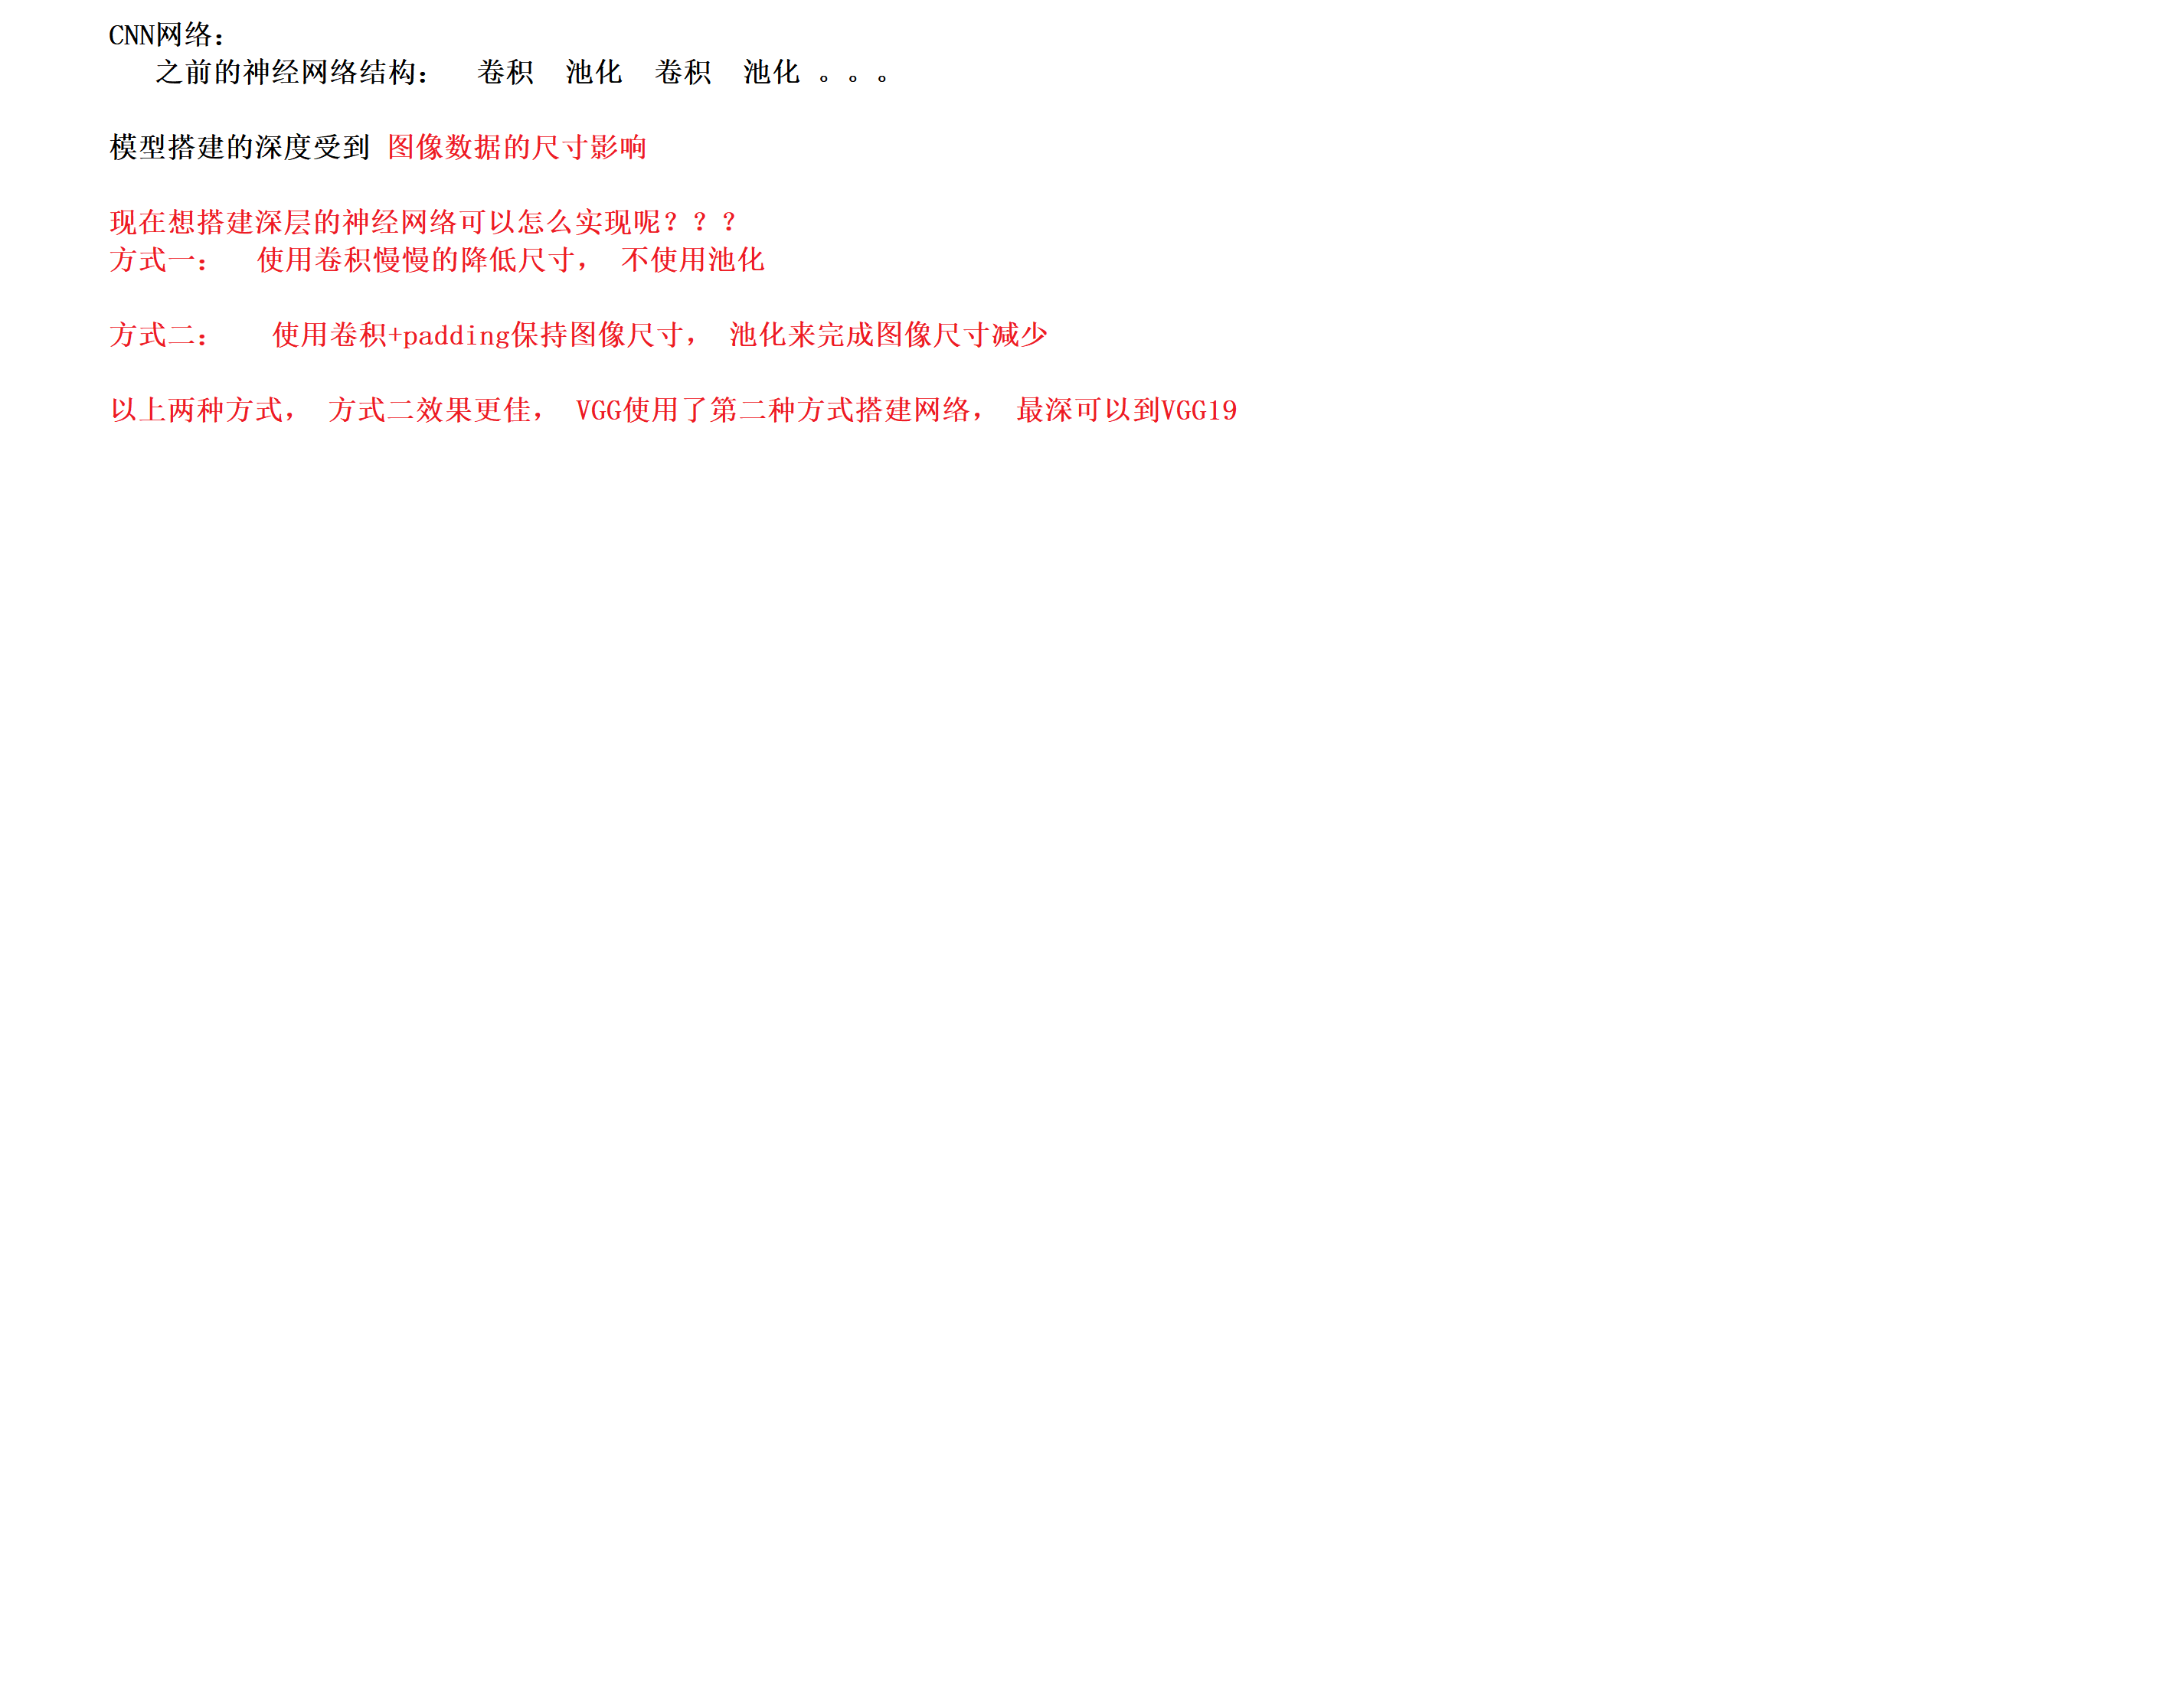 CNN网络：
之前的神经网络结构：  卷积  池化  卷积  池化 。。。
模型搭建的深度受到 图像数据的尺寸影响
现在想搭建深层的神经网络可以怎么实现呢？？？
方式一：  使用卷积慢慢的降低尺寸， 不使用池化
方式二：  使用卷积+padding保持图像尺寸， 池化来完成图像尺寸减少
以上两种方式， 方式二效果更佳， VGG使用了第二种方式搭建网络， 最深可以到VGG19